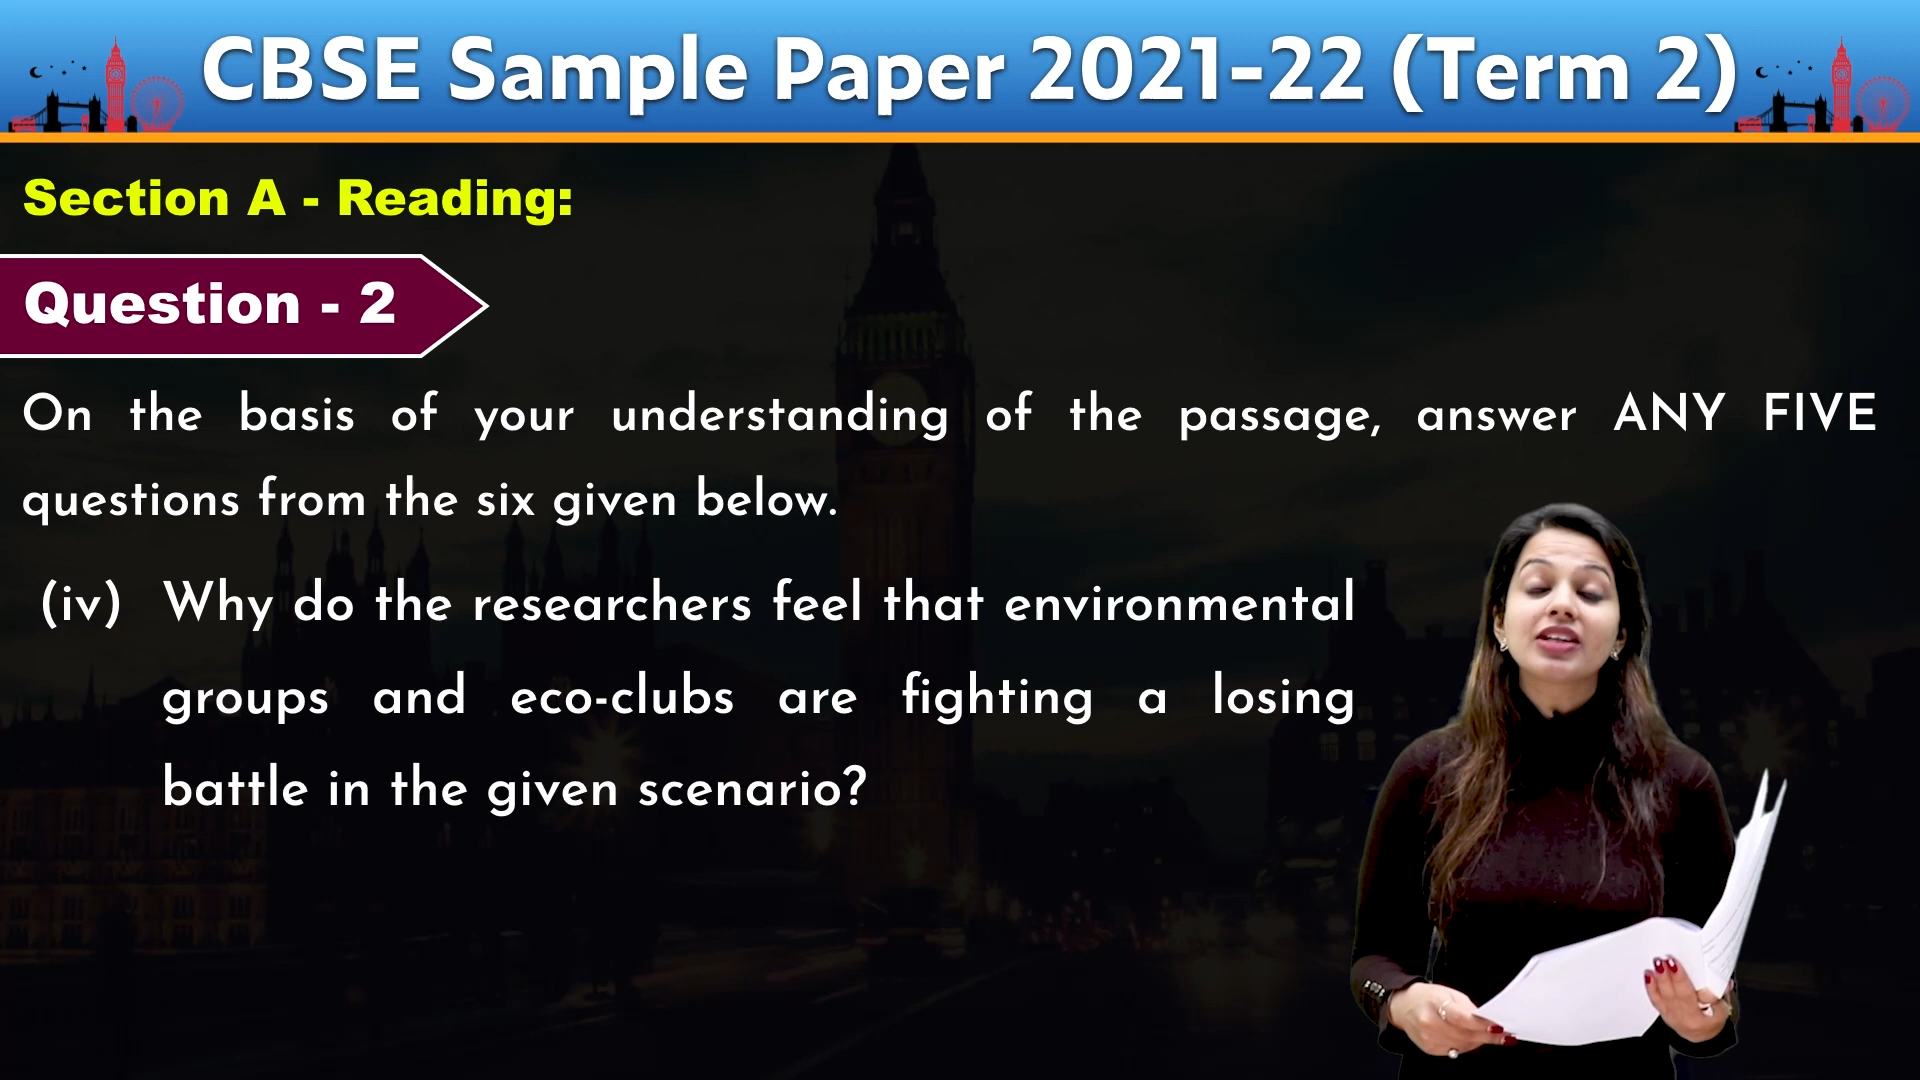 CBSE Sample Paper 2021-22 (Term 2)
Section A - Reading:
Question - 2
On the basis of your understanding of the passage, answer ANY FIVE
questions from the six given below.
(iv) Why do the researchers feel that environmental
groups and eco-clubs are fighting a losing
battle in the given scenario?